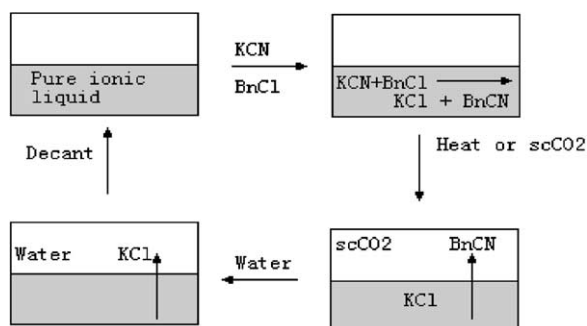 Pure ionic
liquid
KCN
BnCl
KCN+BnCl
KCl + BnCN
Heat or scCO2
scCO2 BnCN
KCl
Water
Water KCl
Decant